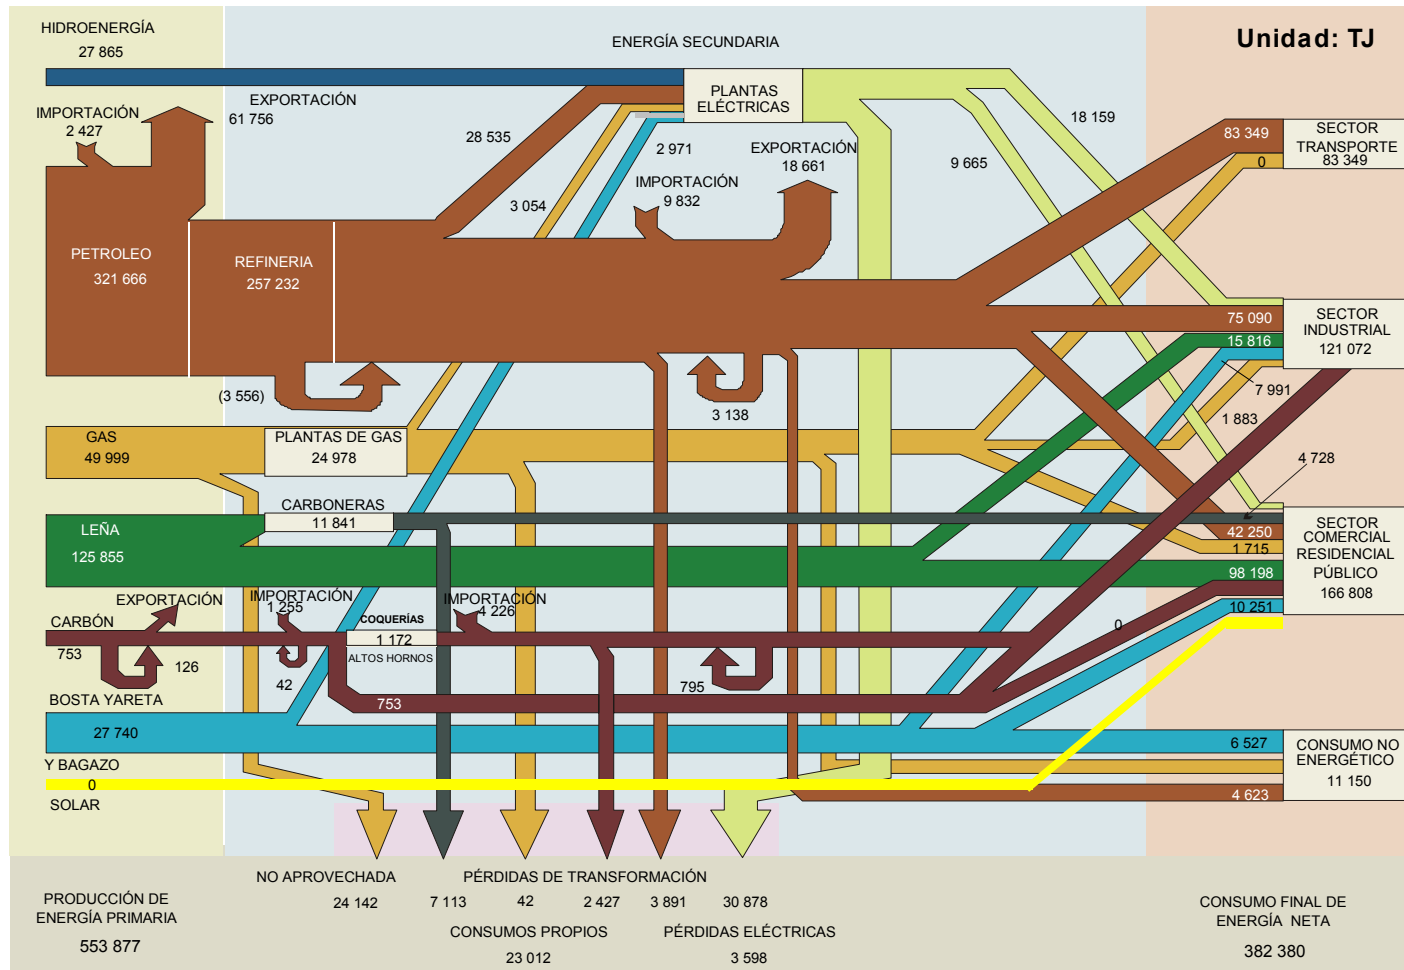 HIDROENERGÍA
27 865
ENERGÍA SECUNDARIA
Unidad: TJ
IMPORTACIÓN
2 427
EXPORTACIÓN
61 756
PLANTAS
ELÉCTRICAS
28 535
2 971
3 054
EXPORTACIÓN
18 661
IMPORTACIÓN
9 832
18 159
9 665
83 349
0
SECTOR
TRANSPORTE
83 349
PETROLEO
321 666
REFINERIA
257 232
(3 556)
3 138
75 090
15 816
SECTOR
INDUSTRIAL
121 072
7 991
1 883
4 728
GAS
49 999
PLANTAS DE GAS
24 978
CARBONERAS
11 841
LEÑA
125 855
42 250
1 715
98 198
10 251
0
SECTOR
COMERCIAL
RESIDENCIAL
PÚBLICO
166 808
EXPORTACIÓN
CARBÓN
753
126
IMPORTACIÓN
1 255
42
COQUERÍAS
1 172
ALTOS HORNOS
IMPORTACIÓN
4 226
753
795
BOSTA YARETA
27 740
Y BAGAZO
0
SOLAR
6 527
4 623
CONSUMO NO
ENERGÉTICO
11 150
NO APROVECHADA
24 142
7 113
PÉRDIDAS DE TRANSFORMACIÓN
42
2 427
3 891
30 878
CONSUMOS PROPIOS
23 012
PÉRDIDAS ELÉCTRICAS
3 598
PRODUCCIÓN DE
ENERGÍA PRIMARIA
553 877
CONSUMO FINAL DE
ENERGÍA NETA
382 380